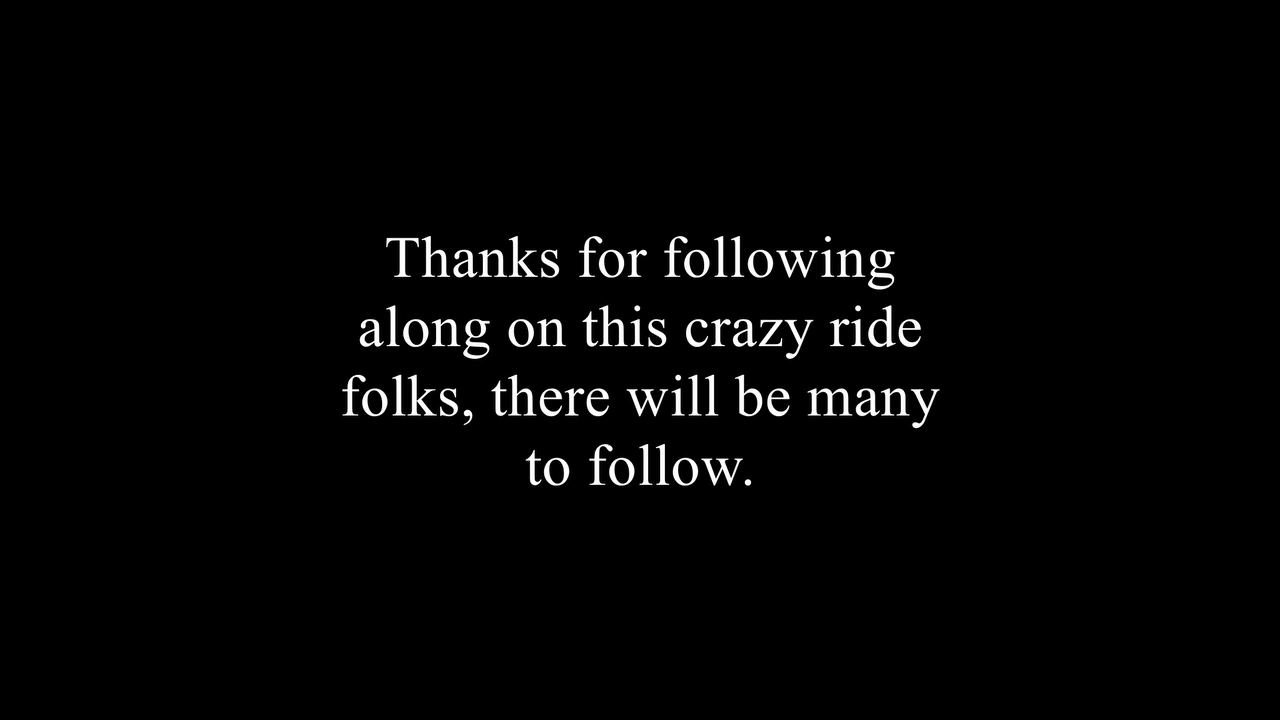 Thanks for following
along on this crazy ride
folks, there will be many
to follow.